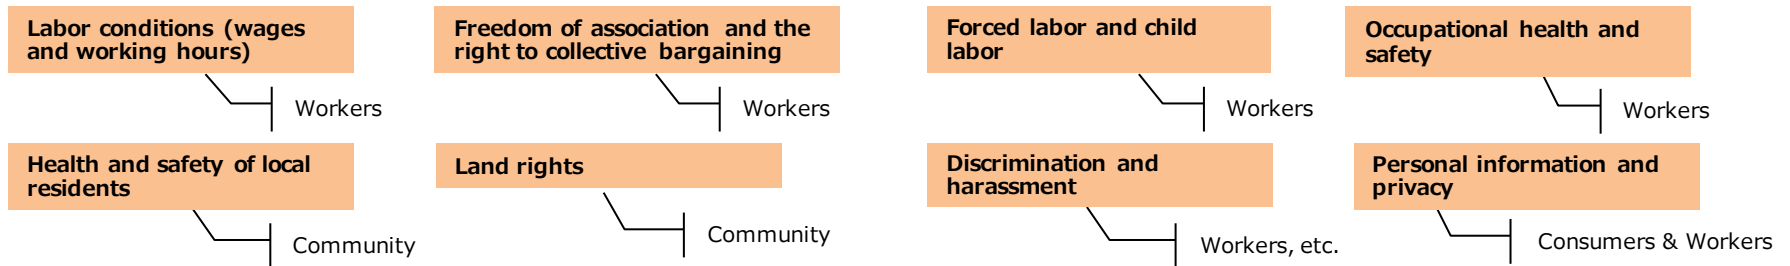 Labor conditions (wages
and working hours)
Workers
Freedom of association and the
right to collective bargaining
Workers
Forced labor and child
labor
Workers
Occupational health and
safety
Workers
Health and safety of local
residents
Community
Land rights
Community
Discrimination and
harassment
Workers, etc.
Personal information and
privacy
Consumers & Workers